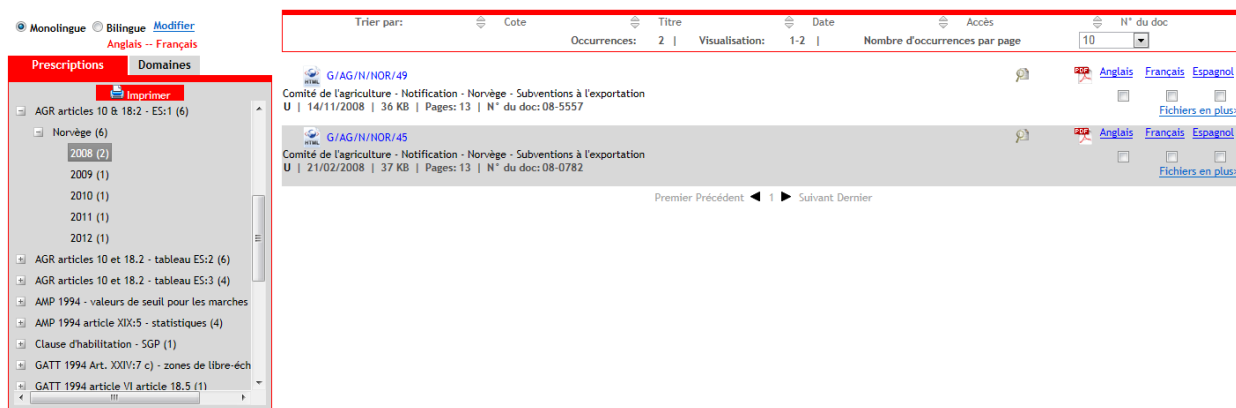 Monolingue Bilingue Modifier
Anglais -- Français
Prescriptions Domaines
Imprimer
AGR articles 10 & 18:2 - ES:1 (6)
Norvège (6)
2008 (2)
2009 (1)
2010 (1)
2011 (1)
2012 (1)
AGR articles 10 et 18.2 - tableau ES:2 (6)
AGR articles 10 et 18.2 - tableau ES:3 (4)
AMP 1994 - valeurs de seuil pour les marches
AMP 1994 article XIX:5 - statistiques (4)
Clause d'habilitation - SGP (1)
GATT 1994 Art. XXIV:7 c) - zones de libre-éch
GATT 1994 article VI article 18.5 (1)
Trier par: Cote Titre Date Accès N° du doc
Occurrences: 2 | Visualisation: 1-2 | Nombre d'occurrences par page 10
HTML G/AG/N/NOR/49 PDF Anglais Français Espagnol
Comité de l'agriculture - Notification - Norvège - Subventions à l'exportation
U | 14/11/2008 | 36 KB | Pages: 13 | N° du doc: 08-5557
Fichiers en plus»
HTML G/AG/N/NOR/45 PDF Anglais Français Espagnol
Comité de l'agriculture - Notification - Norvège - Subventions à l'exportation
U | 21/02/2008 | 37 KB | Pages: 13 | N° du doc: 08-0782
Fichiers en plus»
Premier Précédent 1 Suivant Dernier